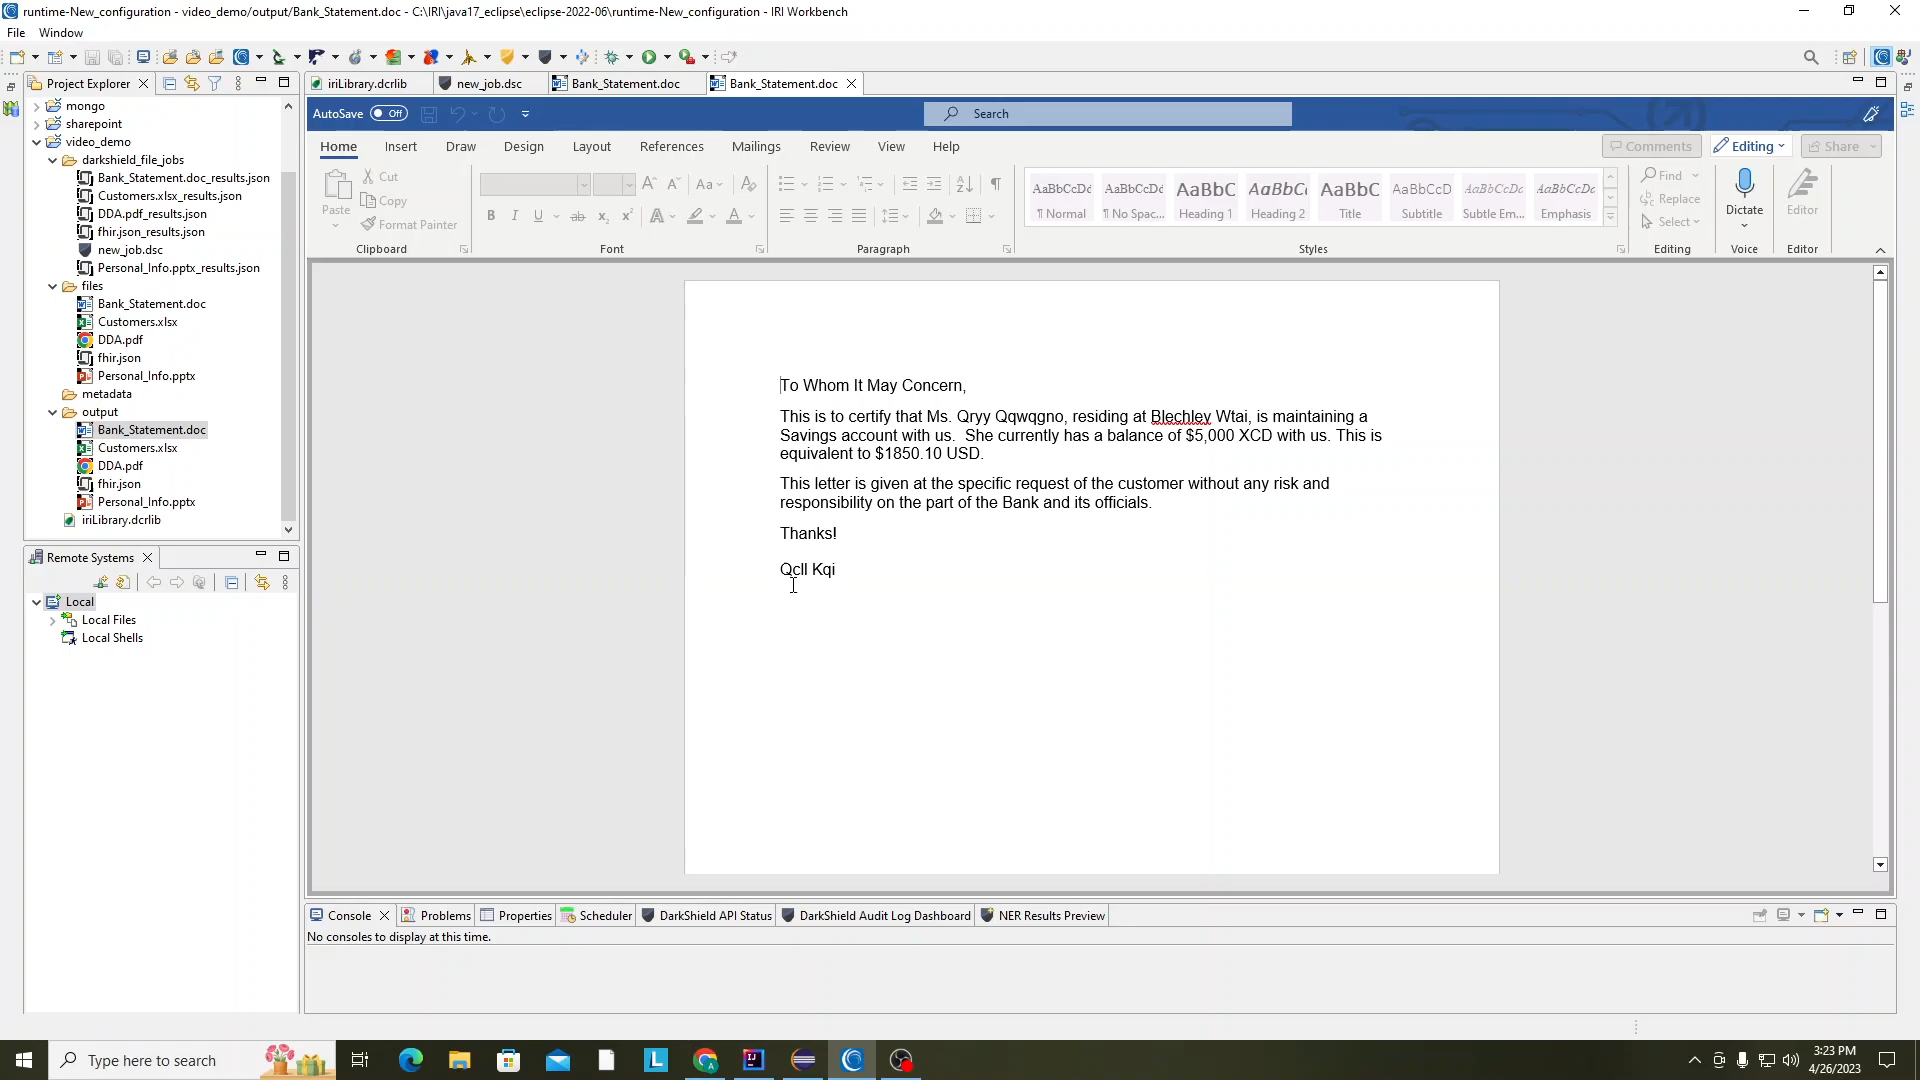 runtime-New_configuration - video_demo/output/Bank_Statement.doc - C:\IRI\java17_eclipse\eclipse-2022-06\runtime-New_configuration - IRI Workbench
File Window
Project Explorer
mongo
sharepoint
video_demo
darkshield_file_jobs
Bank_Statement.doc_results.json
Customers.xlsx_results.json
DDA.pdf_results.json
fhir.json_results.json
new_job.dsc
Personal_Info.pptx_results.json
files
Bank_Statement.doc
Customers.xlsx
DDA.pdf
fhir.json
Personal_Info.pptx
metadata
output
Bank_Statement.doc
Customers.xlsx
DDA.pdf
fhir.json
Personal_Info.pptx
iriLibrary.dcrlib
Remote Systems
Local
Local Files
Local Shells
iriLibrary.dcrlib new_job.dsc Bank_Statement.doc Bank_Statement.doc
AutoSave Off Search
Home Insert Draw Design Layout References Mailings Review View Help Comments Editing Share
Paste
Cut
Copy
Format Painter
Clipboard
Font
Paragraph
AaBbCcDd AaBbCcDd AaBbC AaBbC AaBbC AaBbCcD AaBbCcDc AaBbCcDc
¶ Normal ¶ No Spac... Heading 1 Heading 2 Title Subtitle Subtle Em... Emphasis
Styles
Find
Replace
Select
Editing
Dictate
Voice
Editor
Editor
To Whom It May Concern,
This is to certify that Ms. Qryy Qqwqgno, residing at Blechley Wtai, is maintaining a
Savings account with us.  She currently has a balance of $5,000 XCD with us. This is
equivalent to $1850.10 USD.
This letter is given at the specific request of the customer without any risk and
responsibility on the part of the Bank and its officials.
Thanks!
Qcll Kqi
Console Problems Properties Scheduler DarkShield API Status DarkShield Audit Log Dashboard NER Results Preview
No consoles to display at this time.
Type here to search
3:23 PM
4/26/2023